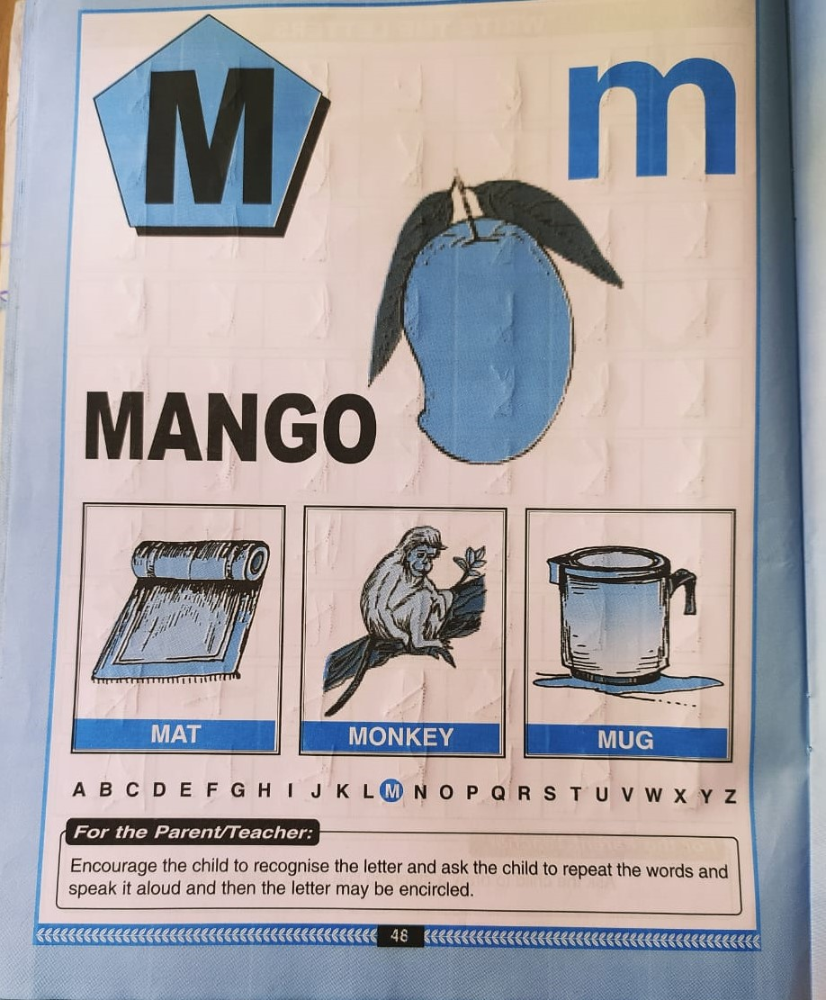 M
m
MANGO
MAT
MONKEY
MUG
A B C D E F G H I J K L M N O P Q R S T U V W X Y Z
For the Parent/Teacher:
Encourage the child to recognise the letter and ask the child to repeat the words and
speak it aloud and then the letter may be encircled.
48